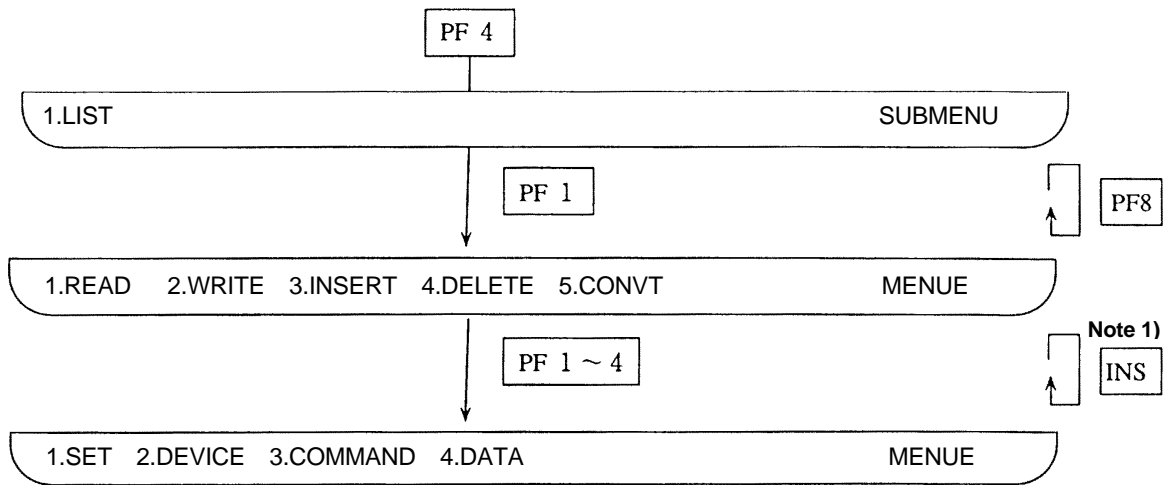 PF 4
1.LIST SUBMENU
PF 1
PF8
1.READ 2.WRITE 3.INSERT 4.DELETE 5.CONVT MENUE
Note 1)
PF 1 ~ 4
INS
1.SET 2.DEVICE 3.COMMAND 4.DATA MENUE